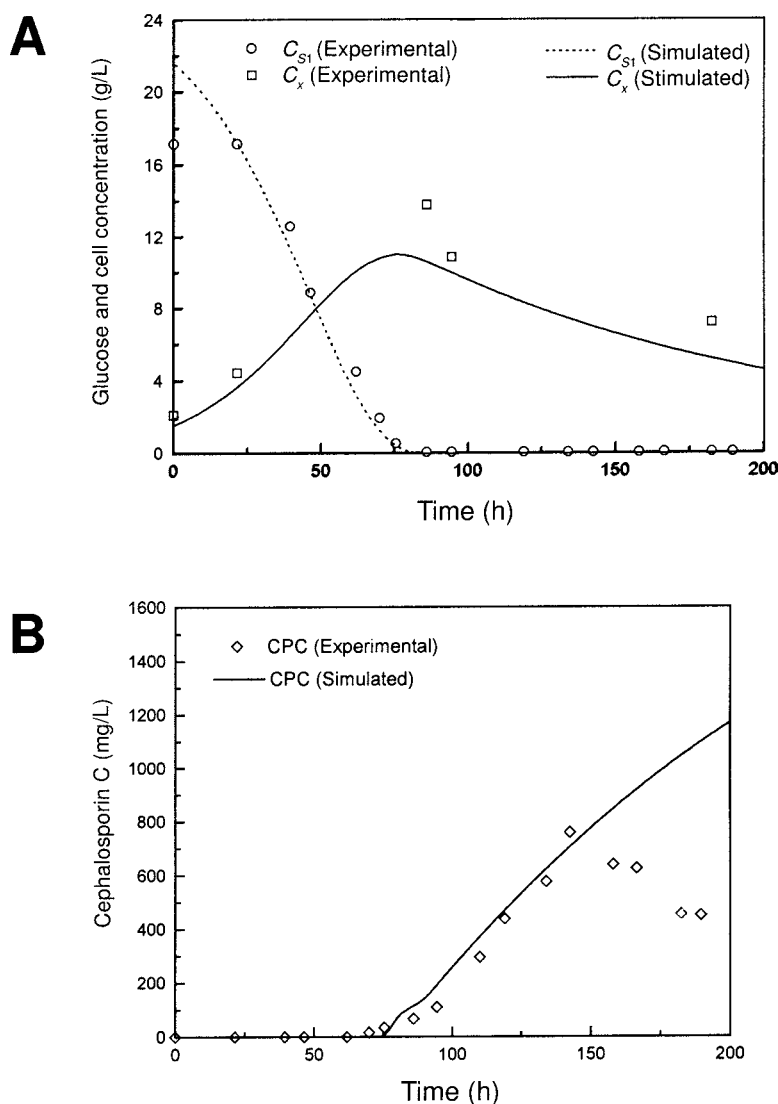 A
24
20
16
12
8
4
0
Glucose and cell concentration (g/L)
C_S1 (Experimental)
C_x (Experimental)
C_S1 (Simulated)
C_x (Stimulated)
0 50 100 150 200
Time (h)
B
1600
1400
1200
1000
800
600
400
200
0
Cephalosporin C (mg/L)
CPC (Experimental)
CPC (Simulated)
0 50 100 150 200
Time (h)